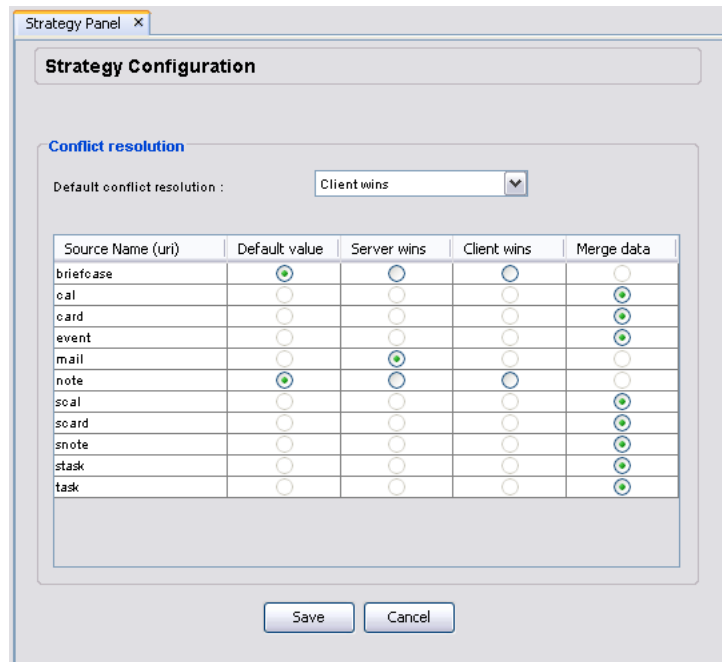 Strategy Panel ×
Strategy Configuration
Conflict resolution
Default conflict resolution : Client wins
Source Name (uri) Default value Server wins Client wins Merge data
briefcase
cal
card
event
mail
note
scal
scard
snote
stask
task
Save Cancel